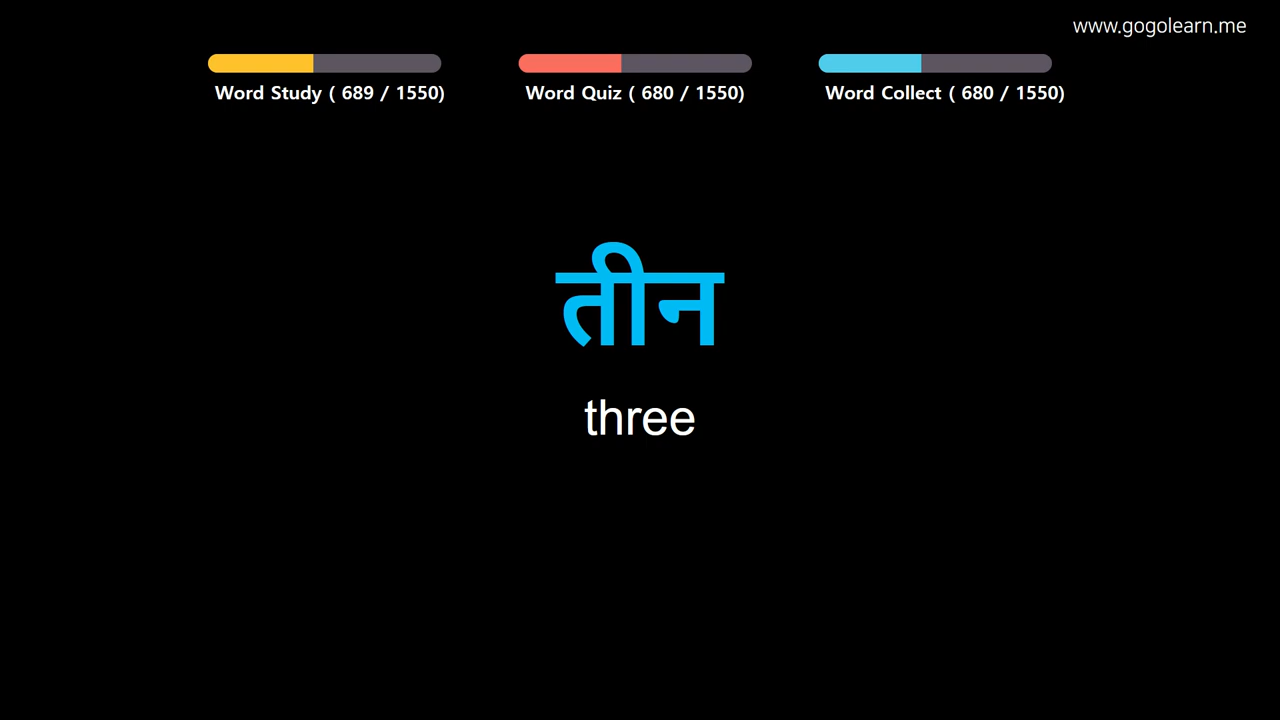 www.gogolearn.me
Word Study ( 689 / 1550)
Word Quiz ( 680 / 1550)
Word Collect ( 680 / 1550)
तीन
three